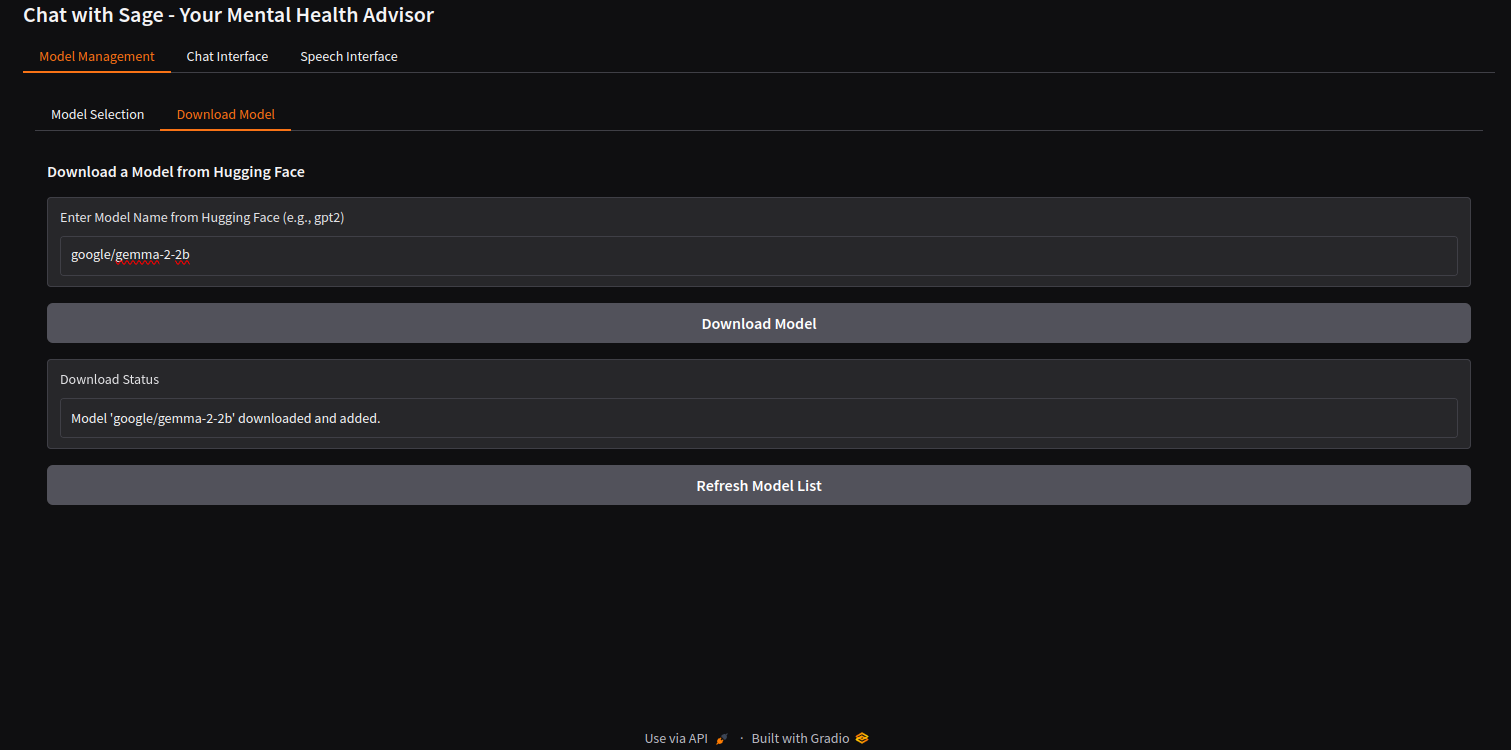 Chat with Sage - Your Mental Health Advisor
Model Management Chat Interface Speech Interface
Model Selection Download Model
Download a Model from Hugging Face
Enter Model Name from Hugging Face (e.g., gpt2)
google/gemma-2-2b
Download Model
Download Status
Model 'google/gemma-2-2b' downloaded and added.
Refresh Model List
Use via API · Built with Gradio